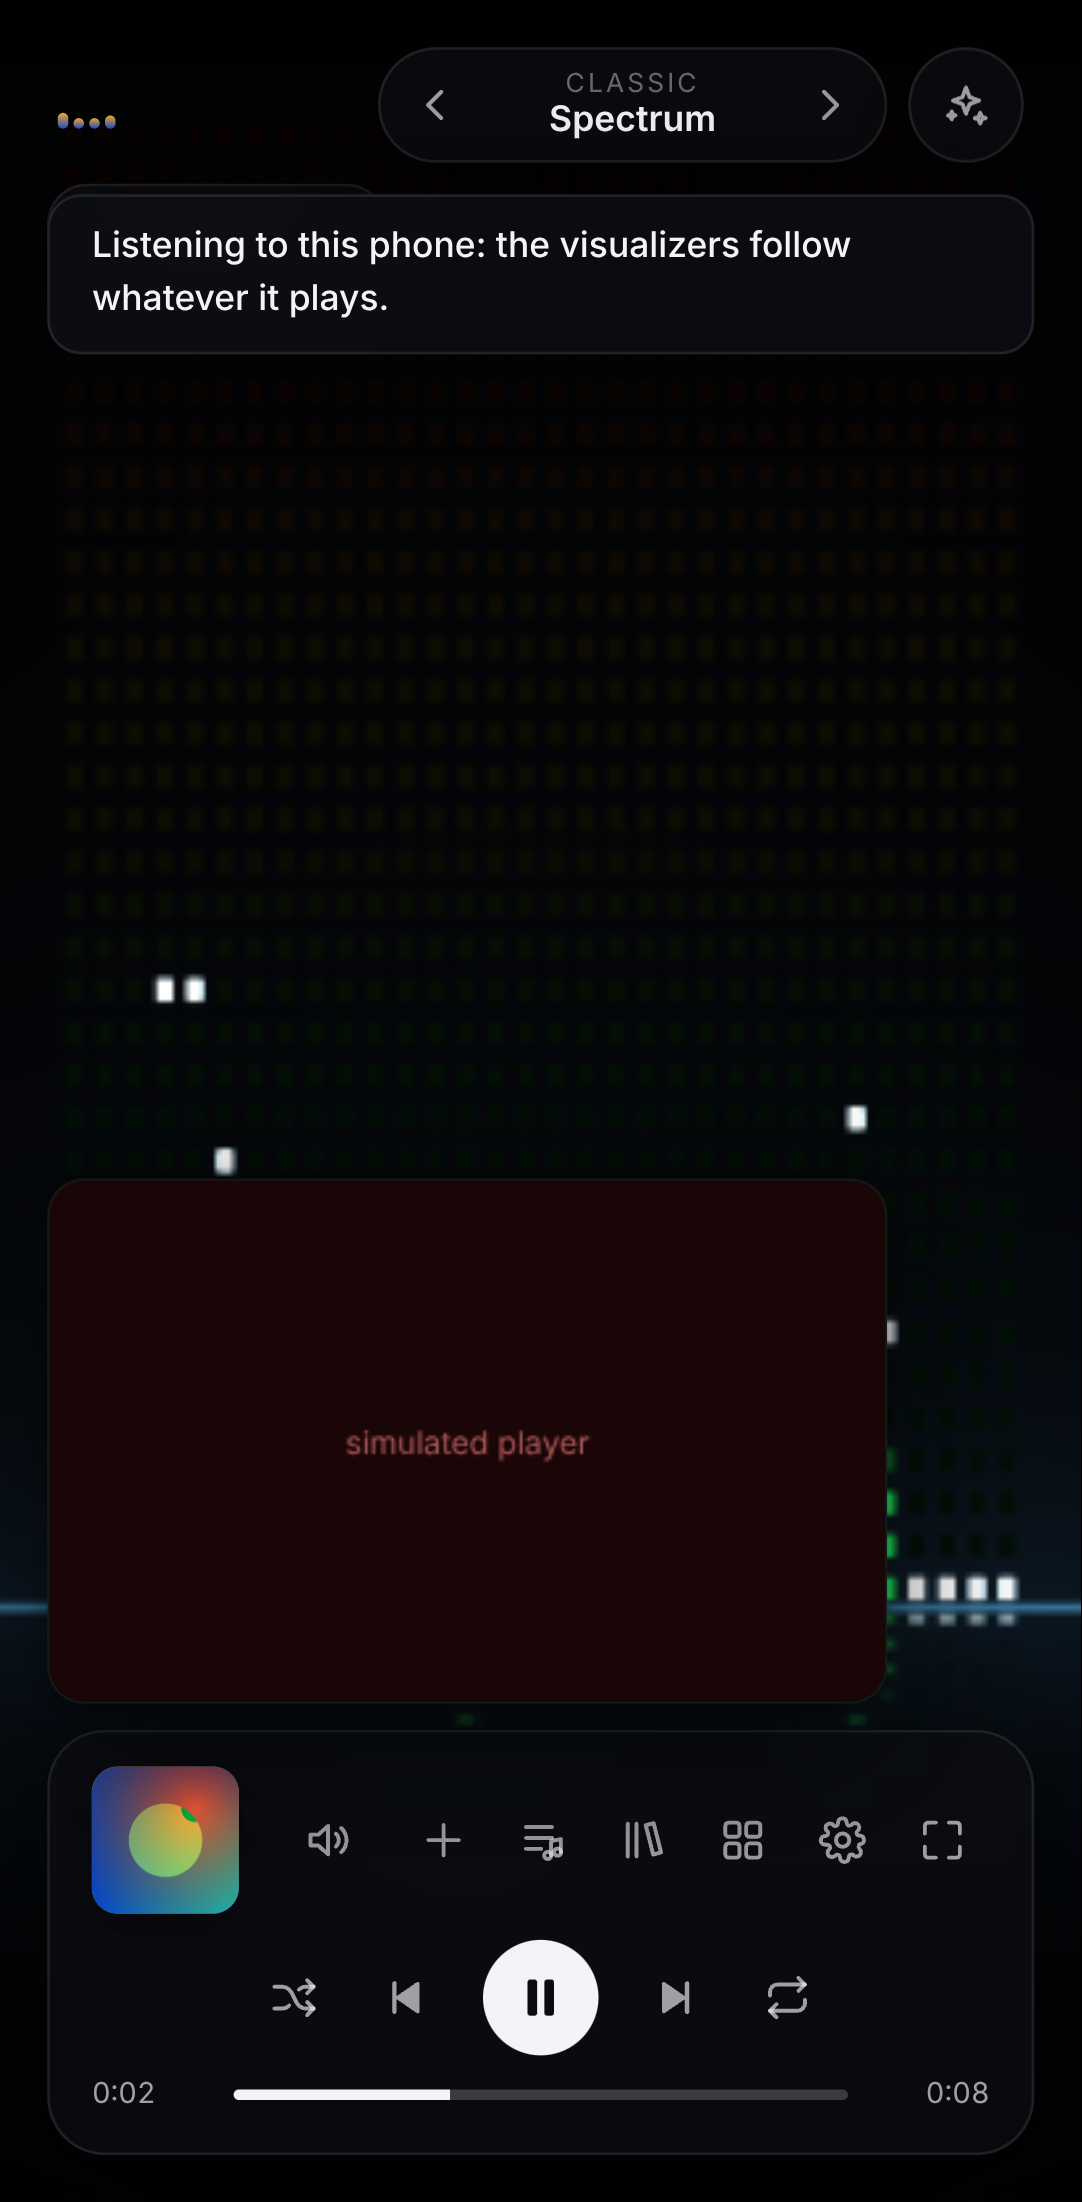 CLASSIC
Spectrum
Listening to this phone: the visualizers follow
whatever it plays.
simulated player
0:02
0:08